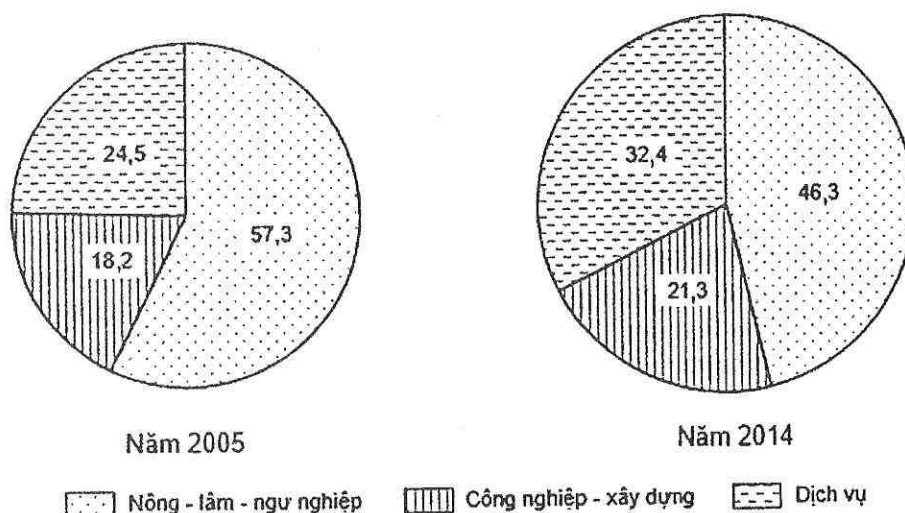 24,5
57,3
18,2
32,4
46,3
21,3
Năm 2005
Năm 2014
Nông - lâm - ngư nghiệp
Công nghiệp - xây dựng
Dịch vụ